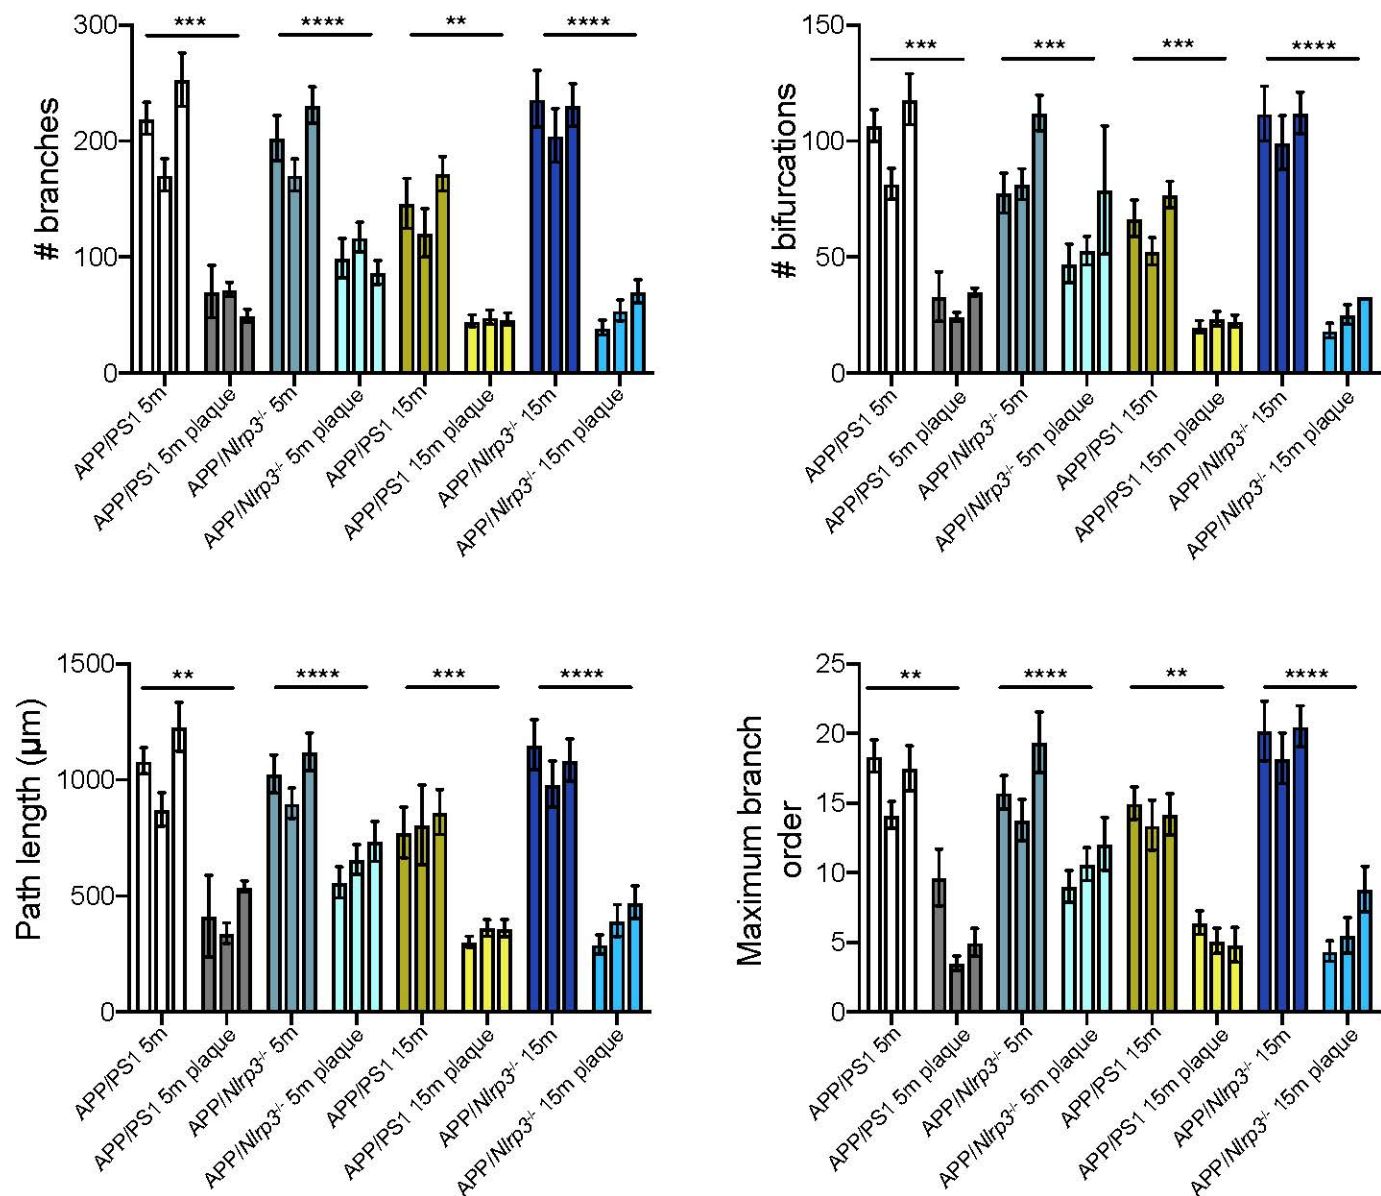 300
200
100
0
# branches
*** **** ** ****
APP/PS1 5m
APP/PS1 5m plaque
APP/Nlrp3-/- 5m
APP/Nlrp3-/- 5m plaque
APP/PS1 15m
APP/PS1 15m plaque
APP/Nlrp3-/- 15m
APP/Nlrp3-/- 15m plaque
150
100
50
0
# bifurcations
*** *** *** ****
APP/PS1 5m
APP/PS1 5m plaque
APP/Nlrp3-/- 5m
APP/Nlrp3-/- 5m plaque
APP/PS1 15m
APP/PS1 15m plaque
APP/Nlrp3-/- 15m
APP/Nlrp3-/- 15m plaque
1500
1000
500
0
Path length (µm)
** **** *** ****
APP/PS1 5m
APP/PS1 5m plaque
APP/Nlrp3-/- 5m
APP/Nlrp3-/- 5m plaque
APP/PS1 15m
APP/PS1 15m plaque
APP/Nlrp3-/- 15m
APP/Nlrp3-/- 15m plaque
25
20
15
10
5
0
Maximum branch
order
** **** ** ****
APP/PS1 5m
APP/PS1 5m plaque
APP/Nlrp3-/- 5m
APP/Nlrp3-/- 5m plaque
APP/PS1 15m
APP/PS1 15m plaque
APP/Nlrp3-/- 15m
APP/Nlrp3-/- 15m plaque